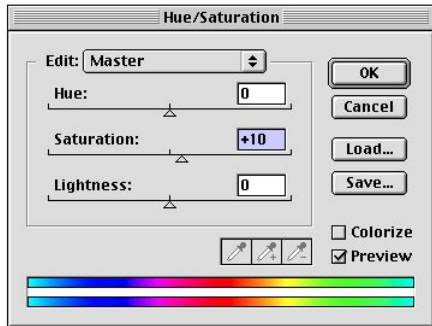 Hue/Saturation
Edit: Master
OK
Hue: 0
Cancel
Saturation: +10
Load...
Lightness: 0
Save...
Colorize
Preview